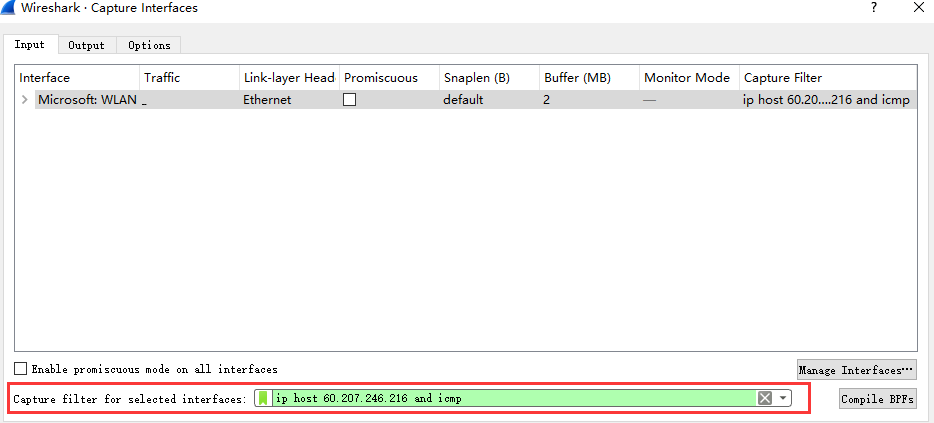 Wireshark · Capture Interfaces
? ×
Input Output Options
Interface Traffic Link-layer Head Promiscuous Snaplen (B) Buffer (MB) Monitor Mode Capture Filter
Microsoft: WLAN _ Ethernet default 2 — ip host 60.20....216 and icmp
Enable promiscuous mode on all interfaces
Manage Interfaces…
Capture filter for selected interfaces: ip host 60.207.246.216 and icmp
Compile BPFs